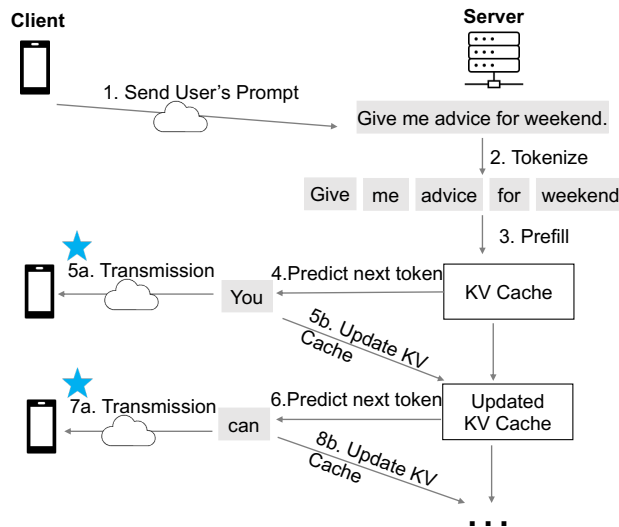 Client
Server
1. Send User's Prompt
Give me advice for weekend.
2. Tokenize
Give me advice for weekend
3. Prefill
5a. Transmission
4.Predict next token
You
KV Cache
5b. Update KV
Cache
7a. Transmission
6.Predict next token
can
Updated
KV Cache
8b. Update KV
Cache
...